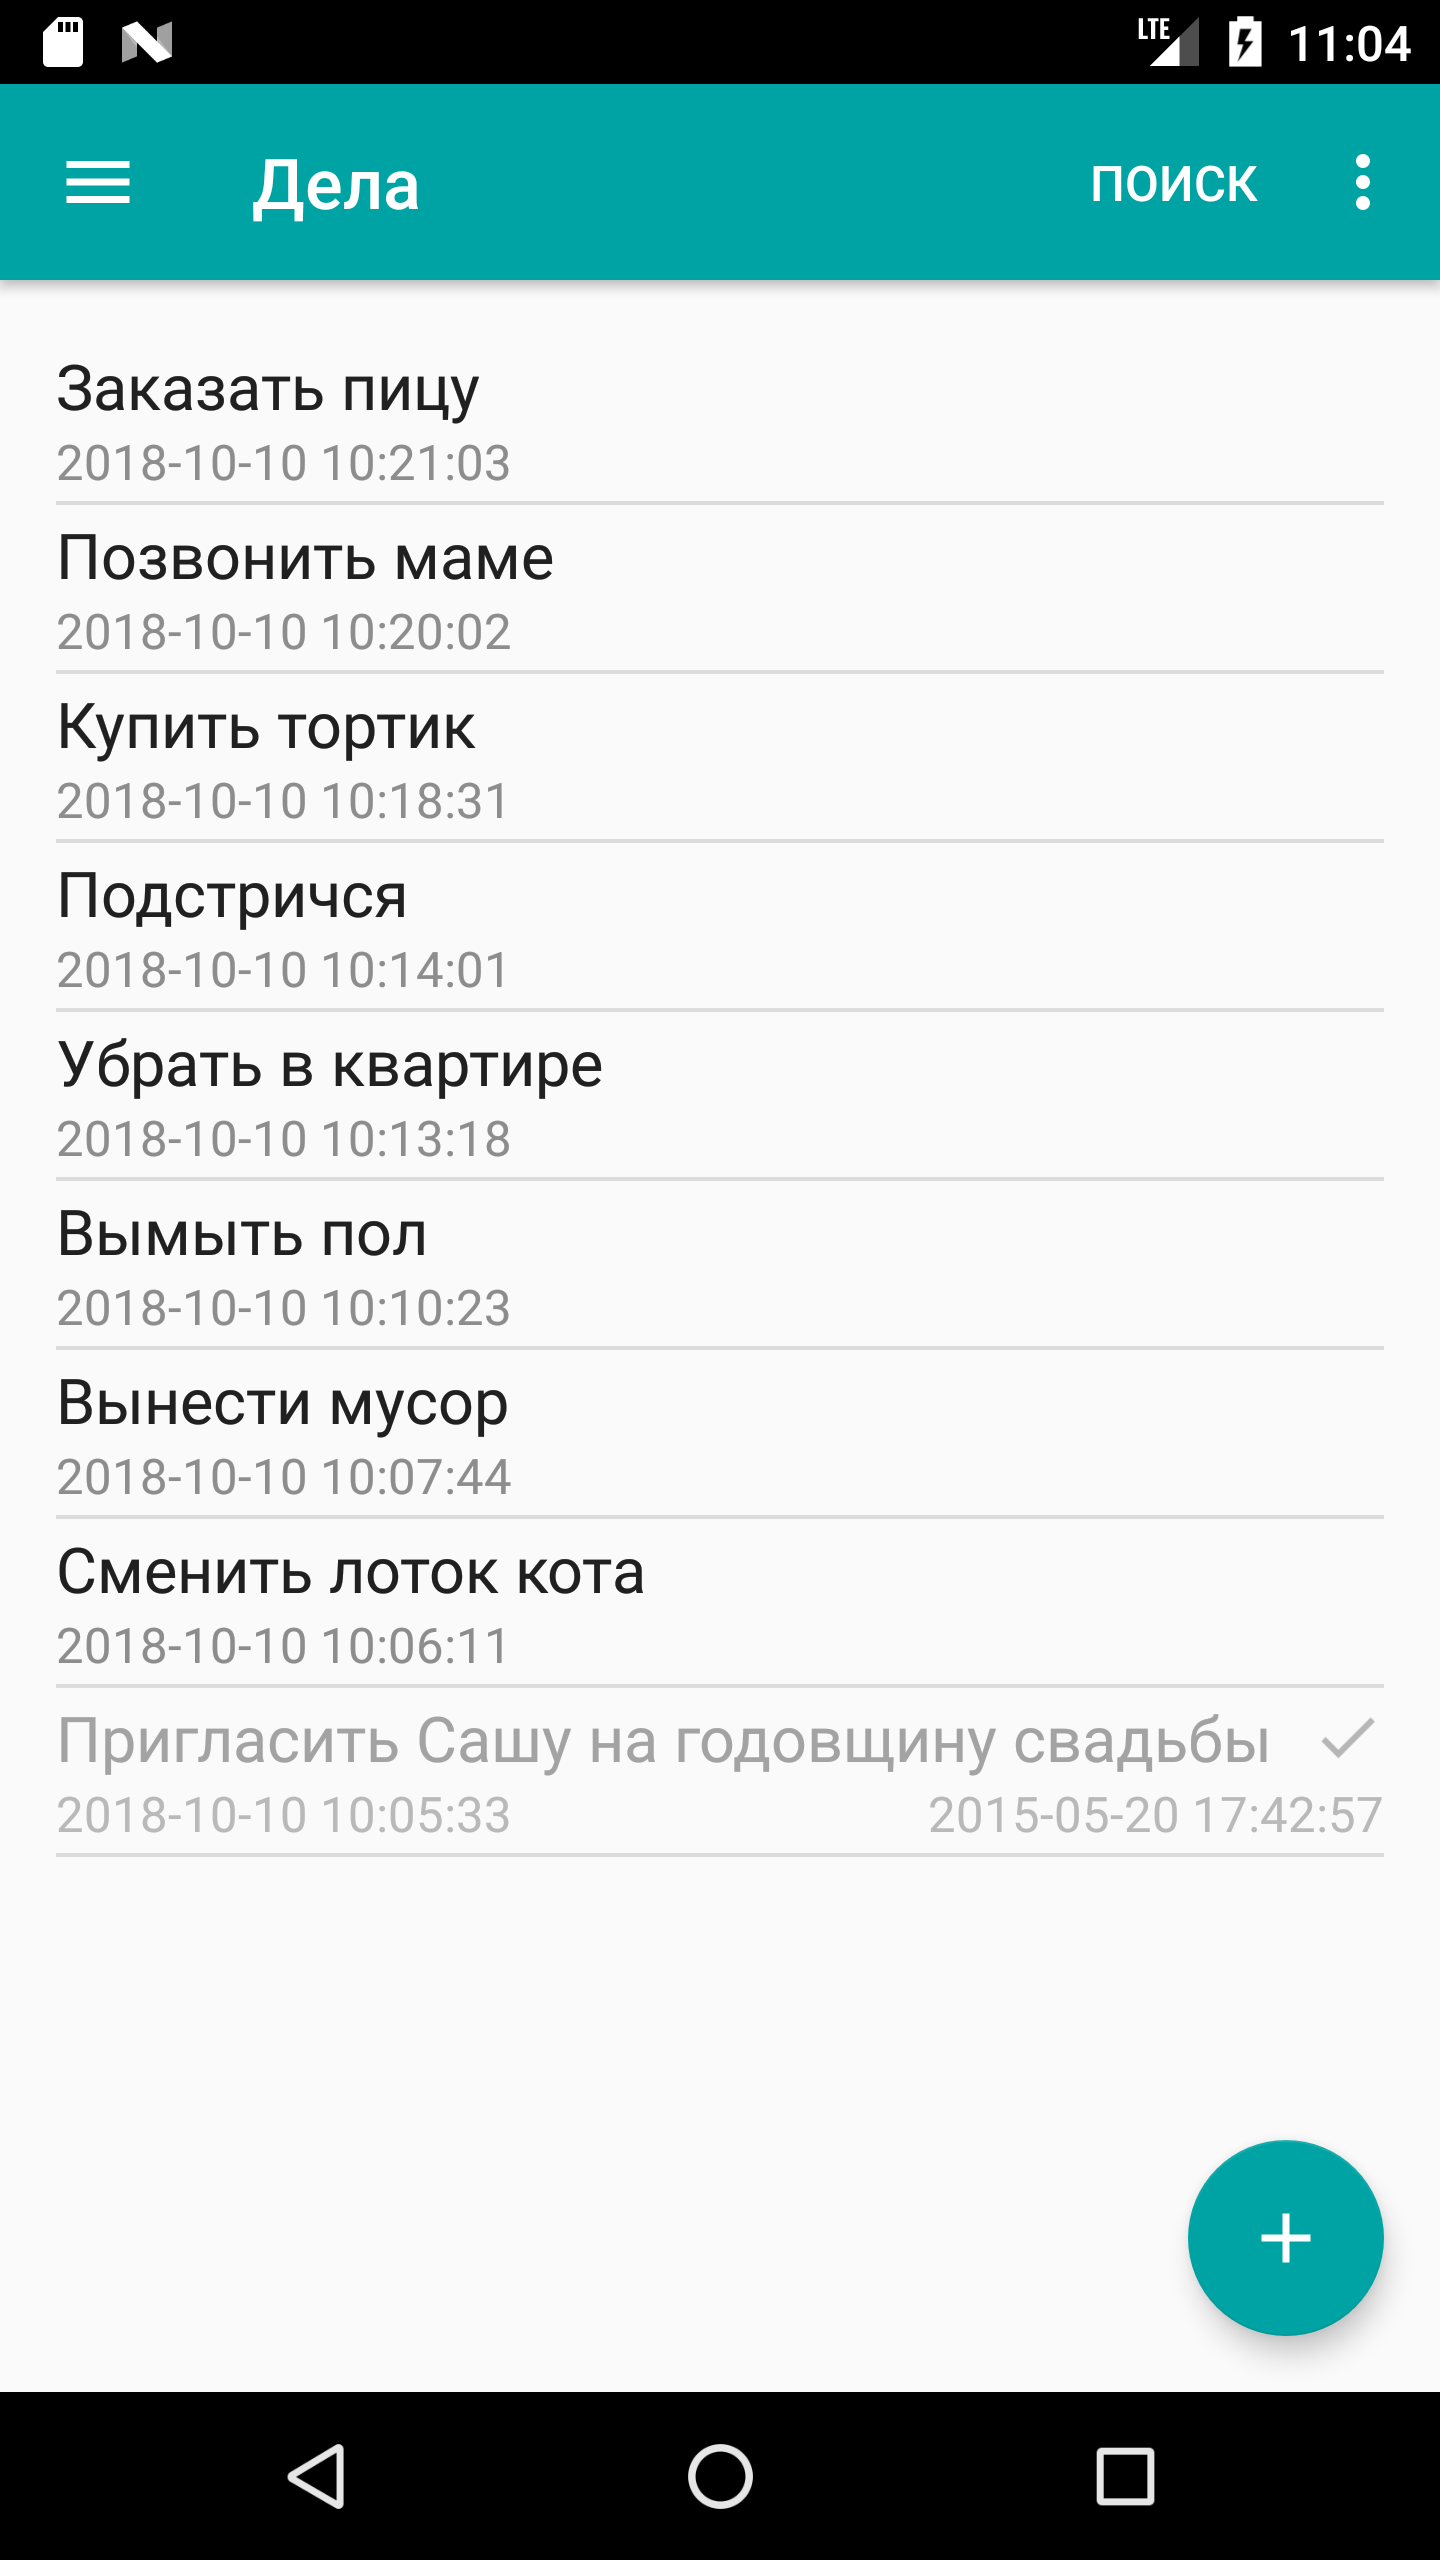 LTE 11:04
Дела ПОИСК
Заказать пицу
2018-10-10 10:21:03
Позвонить маме
2018-10-10 10:20:02
Купить тортик
2018-10-10 10:18:31
Подстричся
2018-10-10 10:14:01
Убрать в квартире
2018-10-10 10:13:18
Вымыть пол
2018-10-10 10:10:23
Вынести мусор
2018-10-10 10:07:44
Сменить лоток кота
2018-10-10 10:06:11
Пригласить Сашу на годовщину свадьбы
2018-10-10 10:05:33 2015-05-20 17:42:57